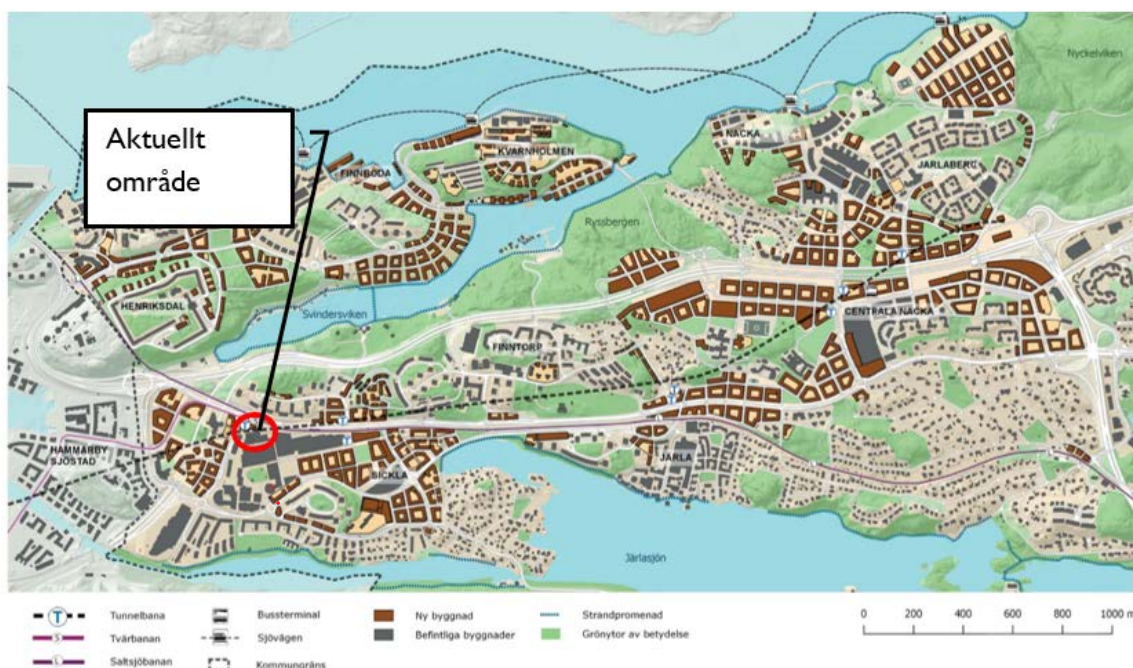 Nyckelviken
Aktuellt
område
NACKA
KVARNHOLMEN
JARLABERG
FINNBODA
Ryssbergen
HENRIKSDAL
Svindersviken
CENTRALA NACKA
FINNTORP
HAMMARBY
SJÖSTAD
SICKLA
JÄRLA
Järlasjön
T Tunnelbana
S Tvärbanan
L Saltsjöbanan
Bussterminal
Sjövägen
Kommungräns
Ny byggnad
Befintliga byggnader
Strandpromenad
Grönytor av betydelse
0 200 400 600 800 1000 m